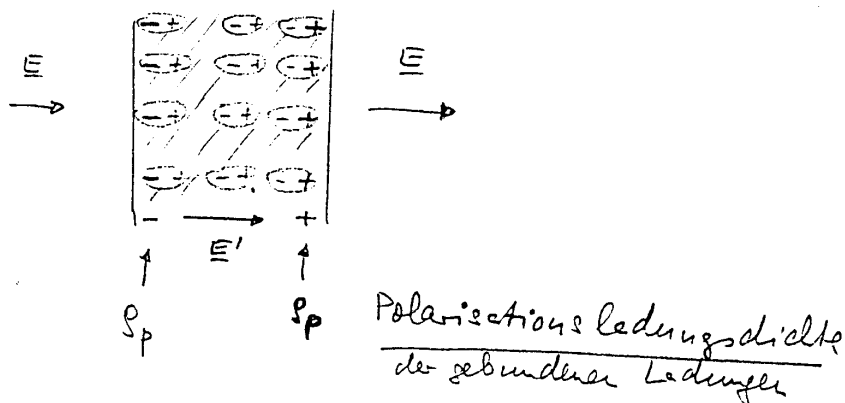 E E
E'
- +
ρp ρp
Polarisationsladungsdichte
der gebundenen Ladungen